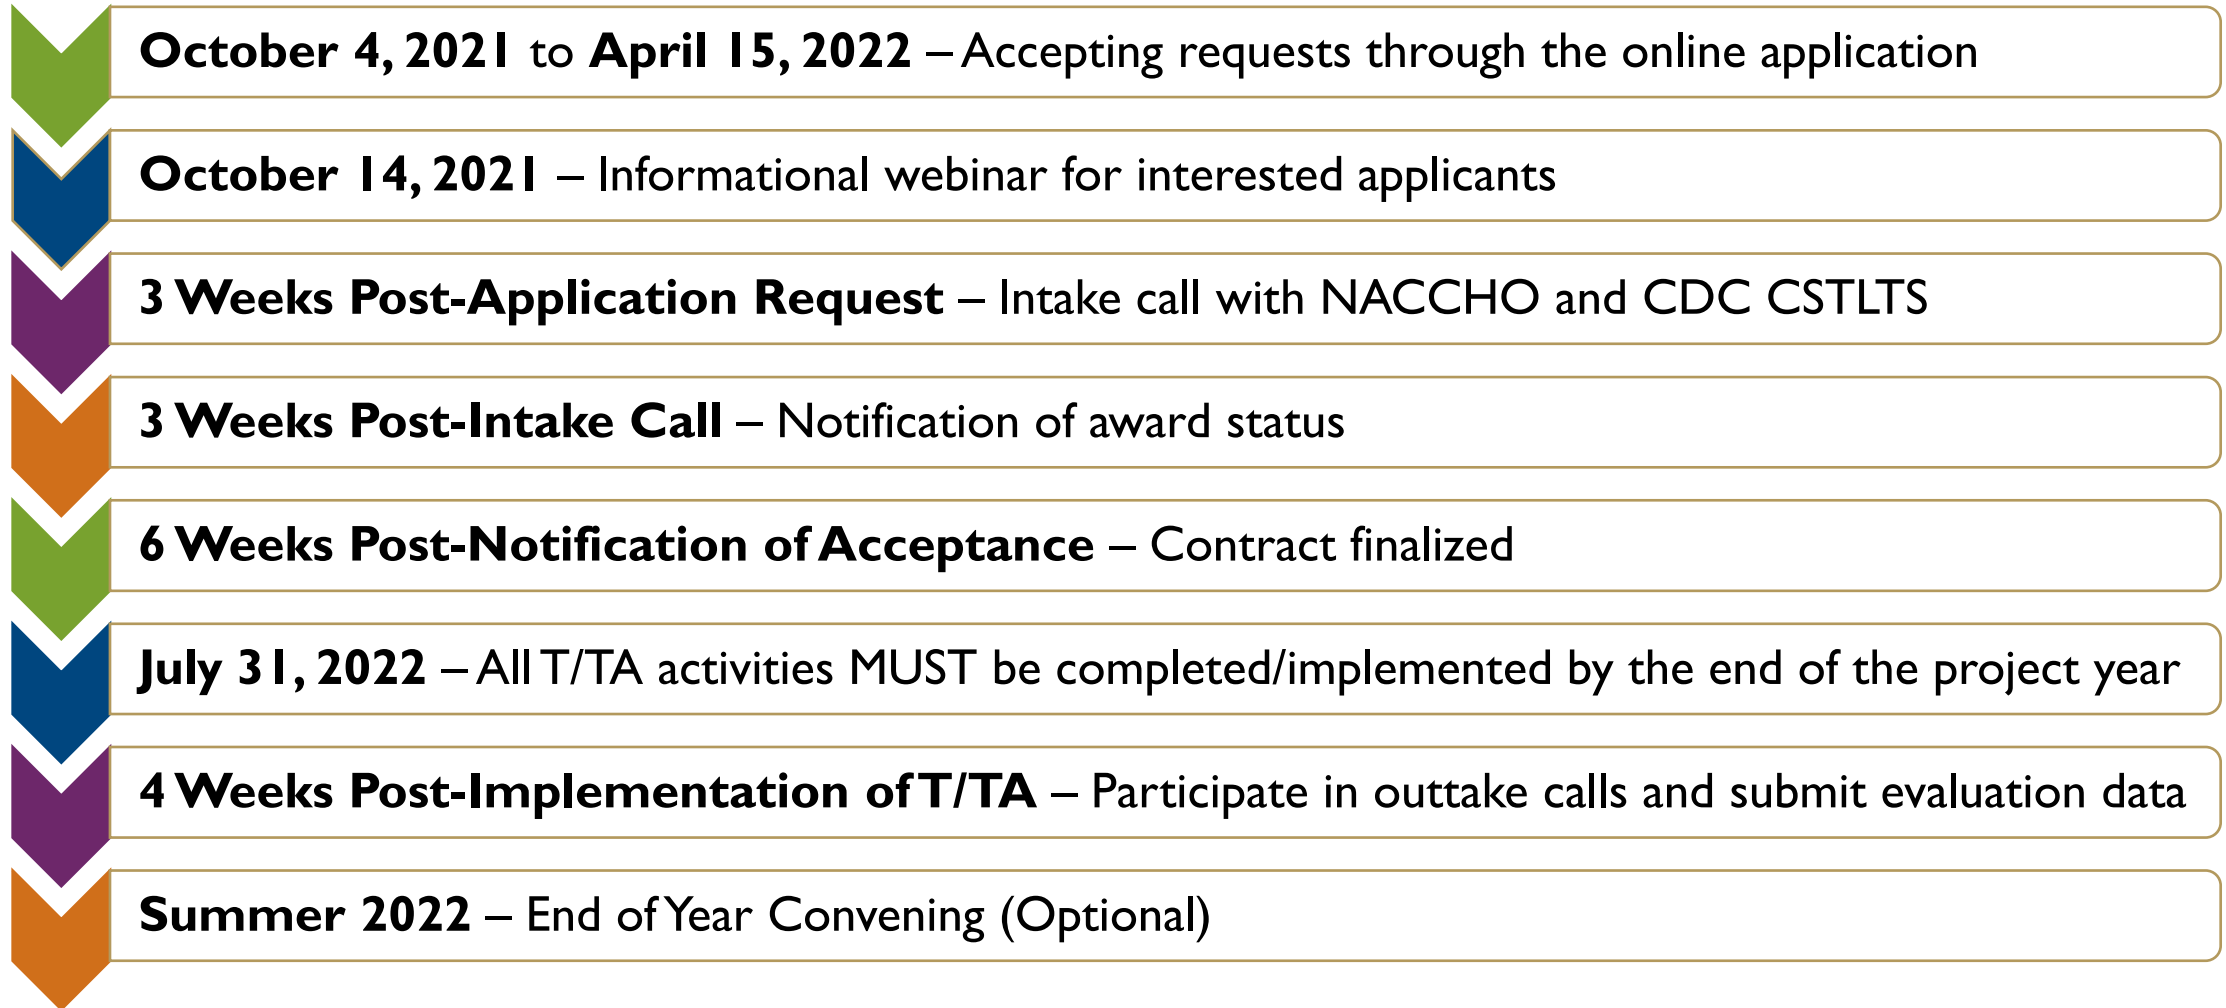 October 4, 2021 to April 15, 2022 – Accepting requests through the online application
October 14, 2021 – Informational webinar for interested applicants
3 Weeks Post-Application Request – Intake call with NACCHO and CDC CSTLTS
3 Weeks Post-Intake Call – Notification of award status
6 Weeks Post-Notification of Acceptance – Contract finalized
July 31, 2022 – All T/TA activities MUST be completed/implemented by the end of the project year
4 Weeks Post-Implementation of T/TA – Participate in outtake calls and submit evaluation data
Summer 2022 – End of Year Convening (Optional)